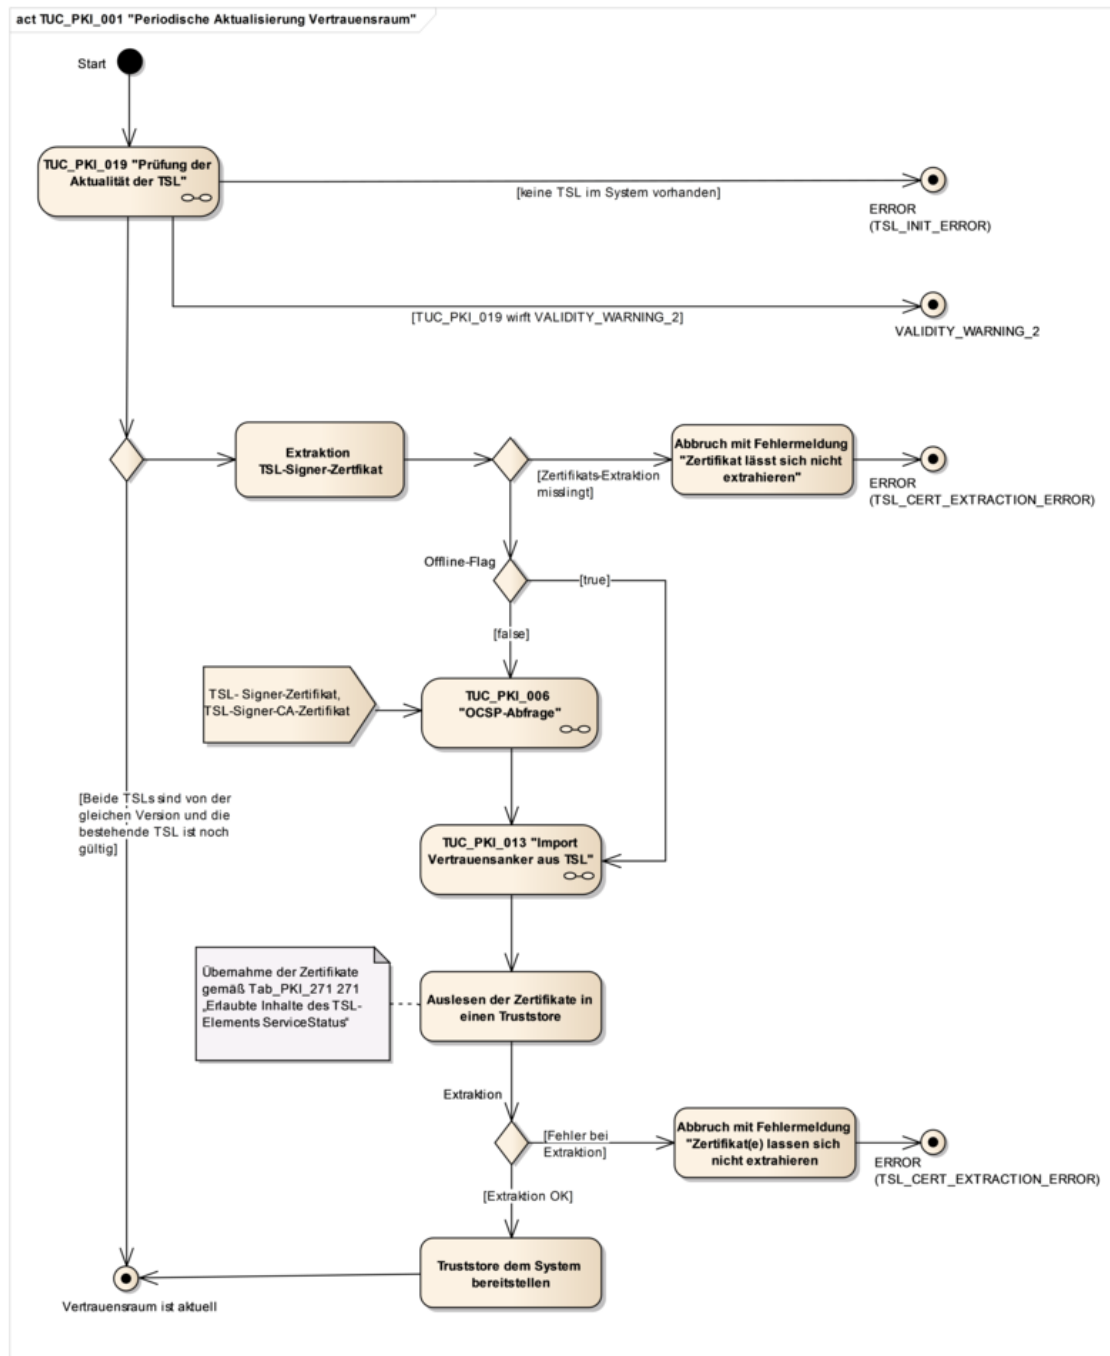 act TUC_PKI_001 "Periodische Aktualisierung Vertrauensraum"
Start
TUC_PKI_019 "Prüfung der
Aktualität der TSL"
[keine TSL im System vorhanden]
ERROR
(TSL_INIT_ERROR)
[TUC_PKI_019 wirft VALIDITY_WARNING_2]
VALIDITY_WARNING_2
Extraktion
TSL-Signer-Zertfikat
[Zertifikats-Extraktion
misslingt]
Abbruch mit Fehlermeldung
"Zertifikat lässt sich nicht
extrahieren"
ERROR
(TSL_CERT_EXTRACTION_ERROR)
Offline-Flag
[true]
[false]
TSL- Signer-Zertifikat,
TSL-Signer-CA-Zertifikat
TUC_PKI_006
"OCSP-Abfrage"
[Beide TSLs sind von der
gleichen Version und die
bestehende TSL ist noch
gültig]
TUC_PKI_013 "Import
Vertrauensanker aus TSL"
Übernahme der Zertifikate
gemäß Tab_PKI_271 271
„Erlaubte Inhalte des TSL-
Elements ServiceStatus“
Auslesen der Zertifikate in
einen Truststore
Extraktion
[Fehler bei
Extraktion]
Abbruch mit Fehlermeldung
"Zertifikat(e) lassen sich
nicht extrahieren
ERROR
(TSL_CERT_EXTRACTION_ERROR)
[Extraktion OK]
Truststore dem System
bereitstellen
Vertrauensraum ist aktuell